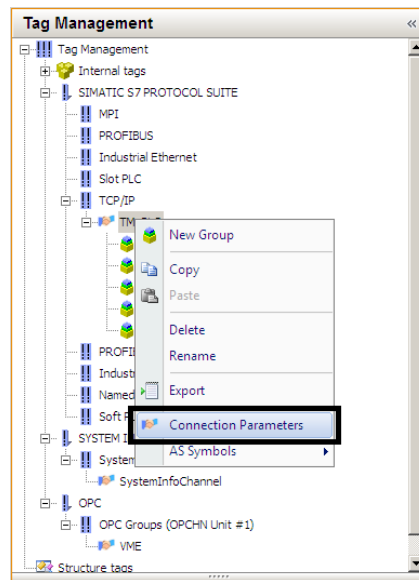 Tag Management
Tag Management
Internal tags
SIMATIC S7 PROTOCOL SUITE
MPI
PROFIBUS
Industrial Ethernet
Slot PLC
TCP/IP
New Group
Copy
Paste
Delete
Rename
Export
Connection Parameters
AS Symbols
PROFI
Indust
Named
Soft
SYSTEM
System
SystemInfoChannel
OPC
OPC Groups (OPCHN Unit #1)
VME
Structure tags